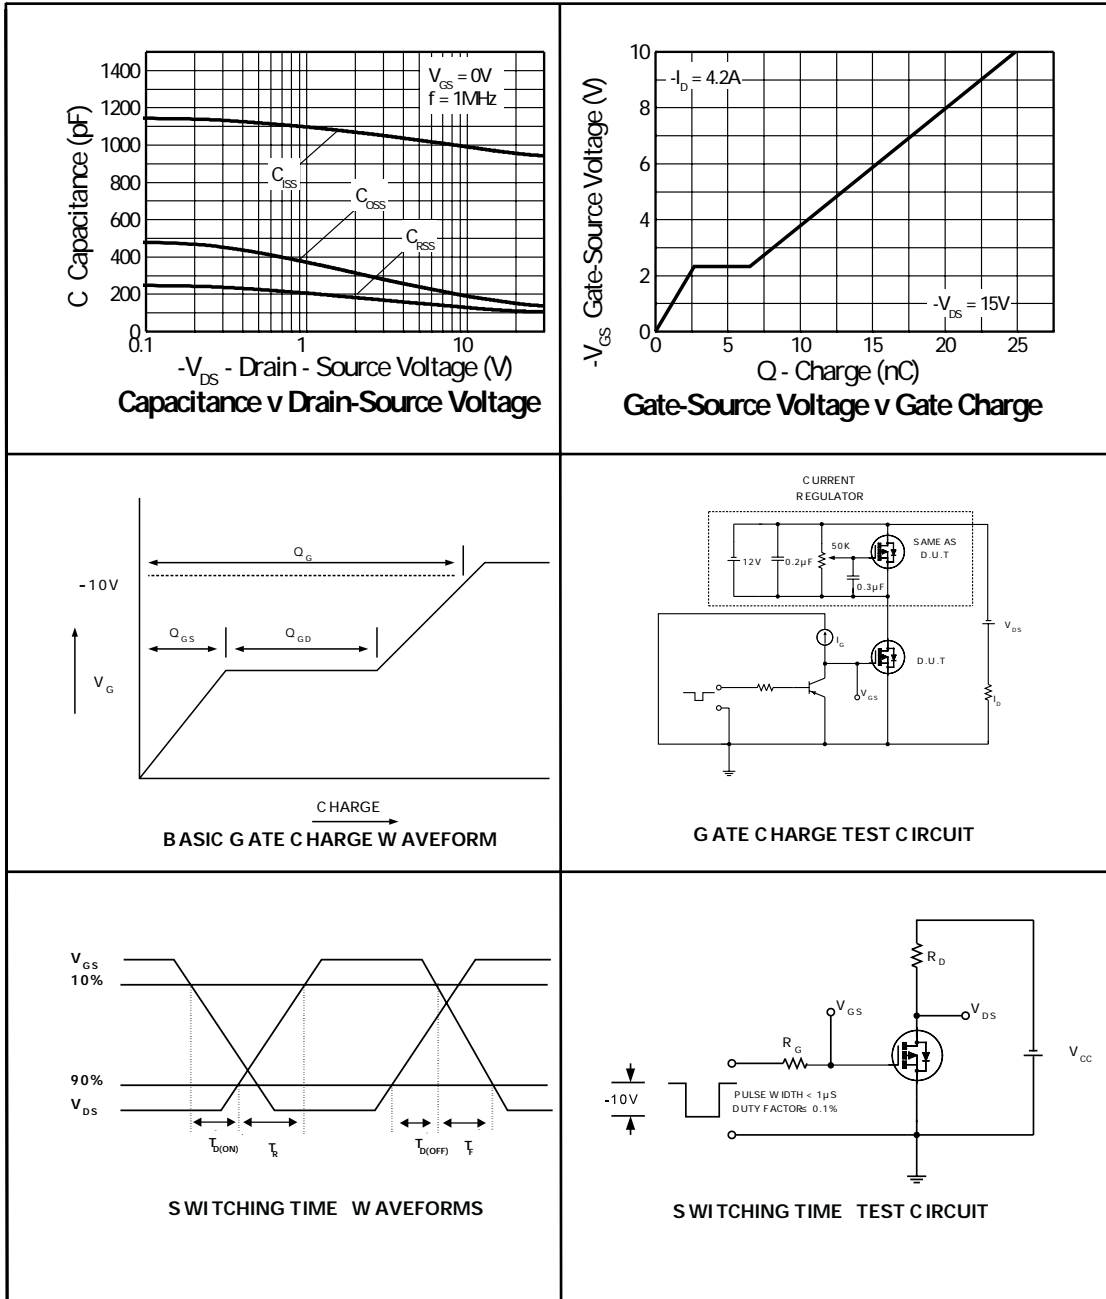 1400
1200
1000
800
600
400
200
0
0.1
1
10
C Capacitance (pF)
VGS = 0V
f = 1MHz
CISS
COSS
CRSS
-VDS - Drain - Source Voltage (V)
Capacitance v Drain-Source Voltage
10
8
6
4
2
0
0
5
10
15
20
25
-VGS Gate-Source Voltage (V)
-ID = 4.2A
-VDS = 15V
Q - Charge (nC)
Gate-Source Voltage v Gate Charge
QG
-10V
QGS
QGD
VG
CHARGE
BASIC GATE CHARGE WAVEFORM
CURRENT
REGULATOR
12V
0.2µF
50K
0.3µF
SAME AS
D.U.T
IG
VDS
D.U.T
VGS
ID
GATE CHARGE TEST CIRCUIT
VGS
10%
90%
VDS
TD(ON)
TR
TD(OFF)
TF
SWITCHING TIME WAVEFORMS
RD
VGS
VDS
RG
VCC
-10V
PULSE WIDTH < 1µS
DUTY FACTOR≤ 0.1%
SWITCHING TIME TEST CIRCUIT